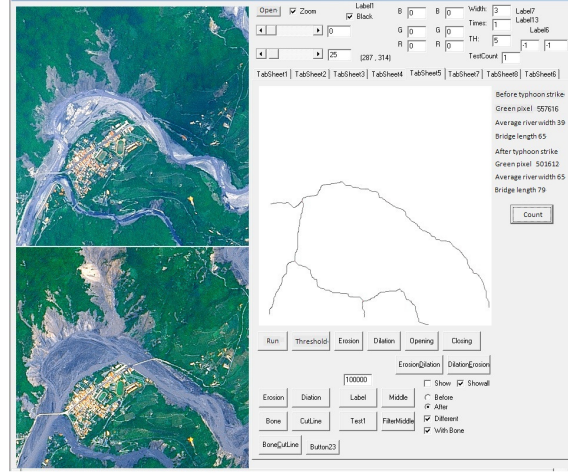 Open Zoom Label1 B 0 B 0 Width: 3 Label7
Black Times: 1 Label13
0 G 0 G 0 Label6
R 0 R 0 TH: 5 -1 -1
25 (287 , 314) TestCount 1
TabSheet1 TabSheet2 TabSheet3 TabSheet4 TabSheet5 TabSheet7 TabSheet8 TabSheet6
Before typhoon strike
Green pixel 557616
Average river width 39
Bridge length 65
After typhoon strike
Green pixel 501612
Average river width 65
Bridge length 79
Count
Run Threshold Erosion Dilation Opening Closing
ErosionDilation DilationErosion
100000 Show Showall
Erosion Diation Label Middle Before
After
Bone CutLine Test1 FilterMiddle Different
With Bone
BoneCutLine Button23